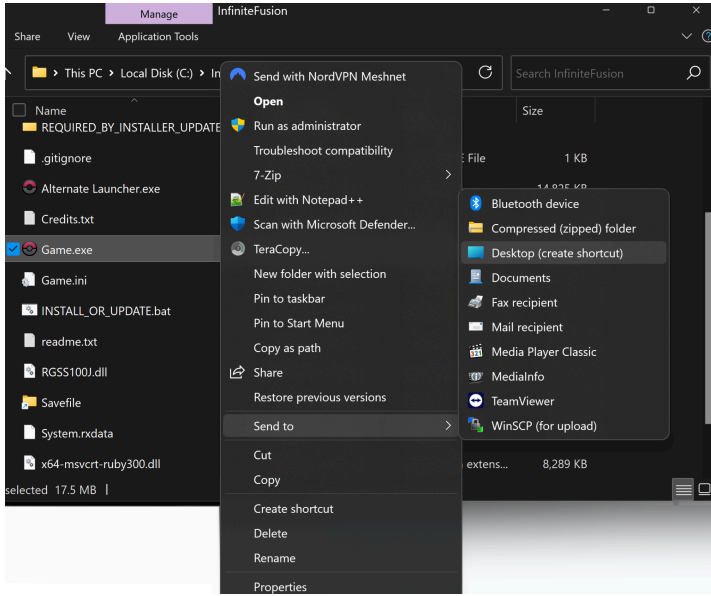 Manage
InfiniteFusion
Share
View
Application Tools
This PC
Local Disk (C:)
In
Search InfiniteFusion
Name
Size
REQUIRED_BY_INSTALLER_UPDATE
.gitignore
File
1 KB
Alternate Launcher.exe
14,825 KB
Credits.txt
Game.exe
Game.ini
INSTALL_OR_UPDATE.bat
readme.txt
RGSS100J.dll
Savefile
System.rxdata
x64-msvcrt-ruby300.dll
extens...
8,289 KB
selected 17.5 MB
Send with NordVPN Meshnet
Open
Run as administrator
Troubleshoot compatibility
7-Zip
Edit with Notepad++
Scan with Microsoft Defender...
TeraCopy...
New folder with selection
Pin to taskbar
Pin to Start Menu
Copy as path
Share
Restore previous versions
Send to
Cut
Copy
Create shortcut
Delete
Rename
Properties
Bluetooth device
Compressed (zipped) folder
Desktop (create shortcut)
Documents
Fax recipient
Mail recipient
Media Player Classic
MediaInfo
TeamViewer
WinSCP (for upload)